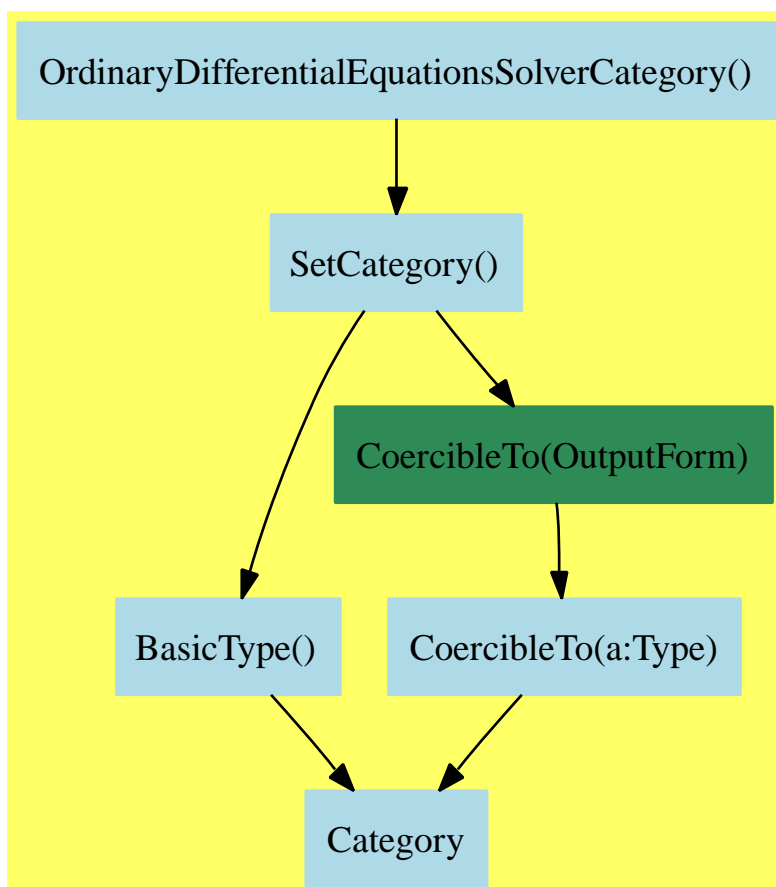 OrdinaryDifferentialEquationsSolverCategory()
SetCategory()
CoercibleTo(OutputForm)
BasicType()
CoercibleTo(a:Type)
Category